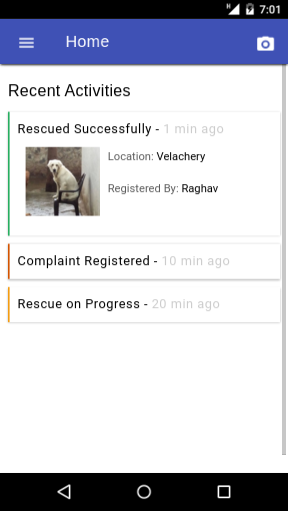 7:01
Home
Recent Activities
Rescued Successfully - 1 min ago
Location: Velachery
Registered By: Raghav
Complaint Registered - 10 min ago
Rescue on Progress - 20 min ago